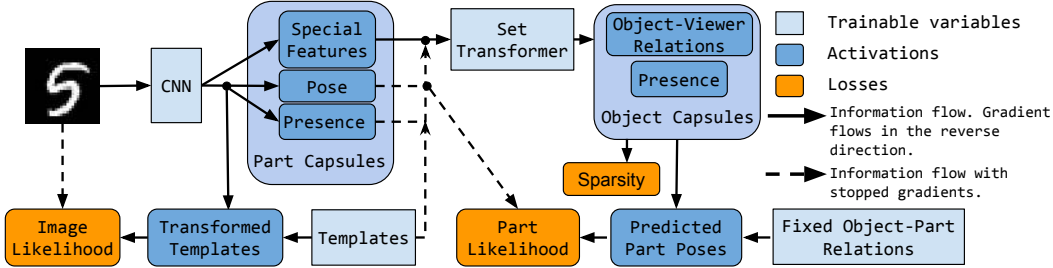 CNN
Special
Features
Pose
Presence
Part Capsules
Set
Transformer
Object-Viewer
Relations
Presence
Object Capsules
Sparsity
Image
Likelihood
Transformed
Templates
Templates
Part
Likelihood
Predicted
Part Poses
Fixed Object-Part
Relations
Trainable variables
Activations
Losses
Information flow. Gradient
flows in the reverse
direction.
Information flow with
stopped gradients.